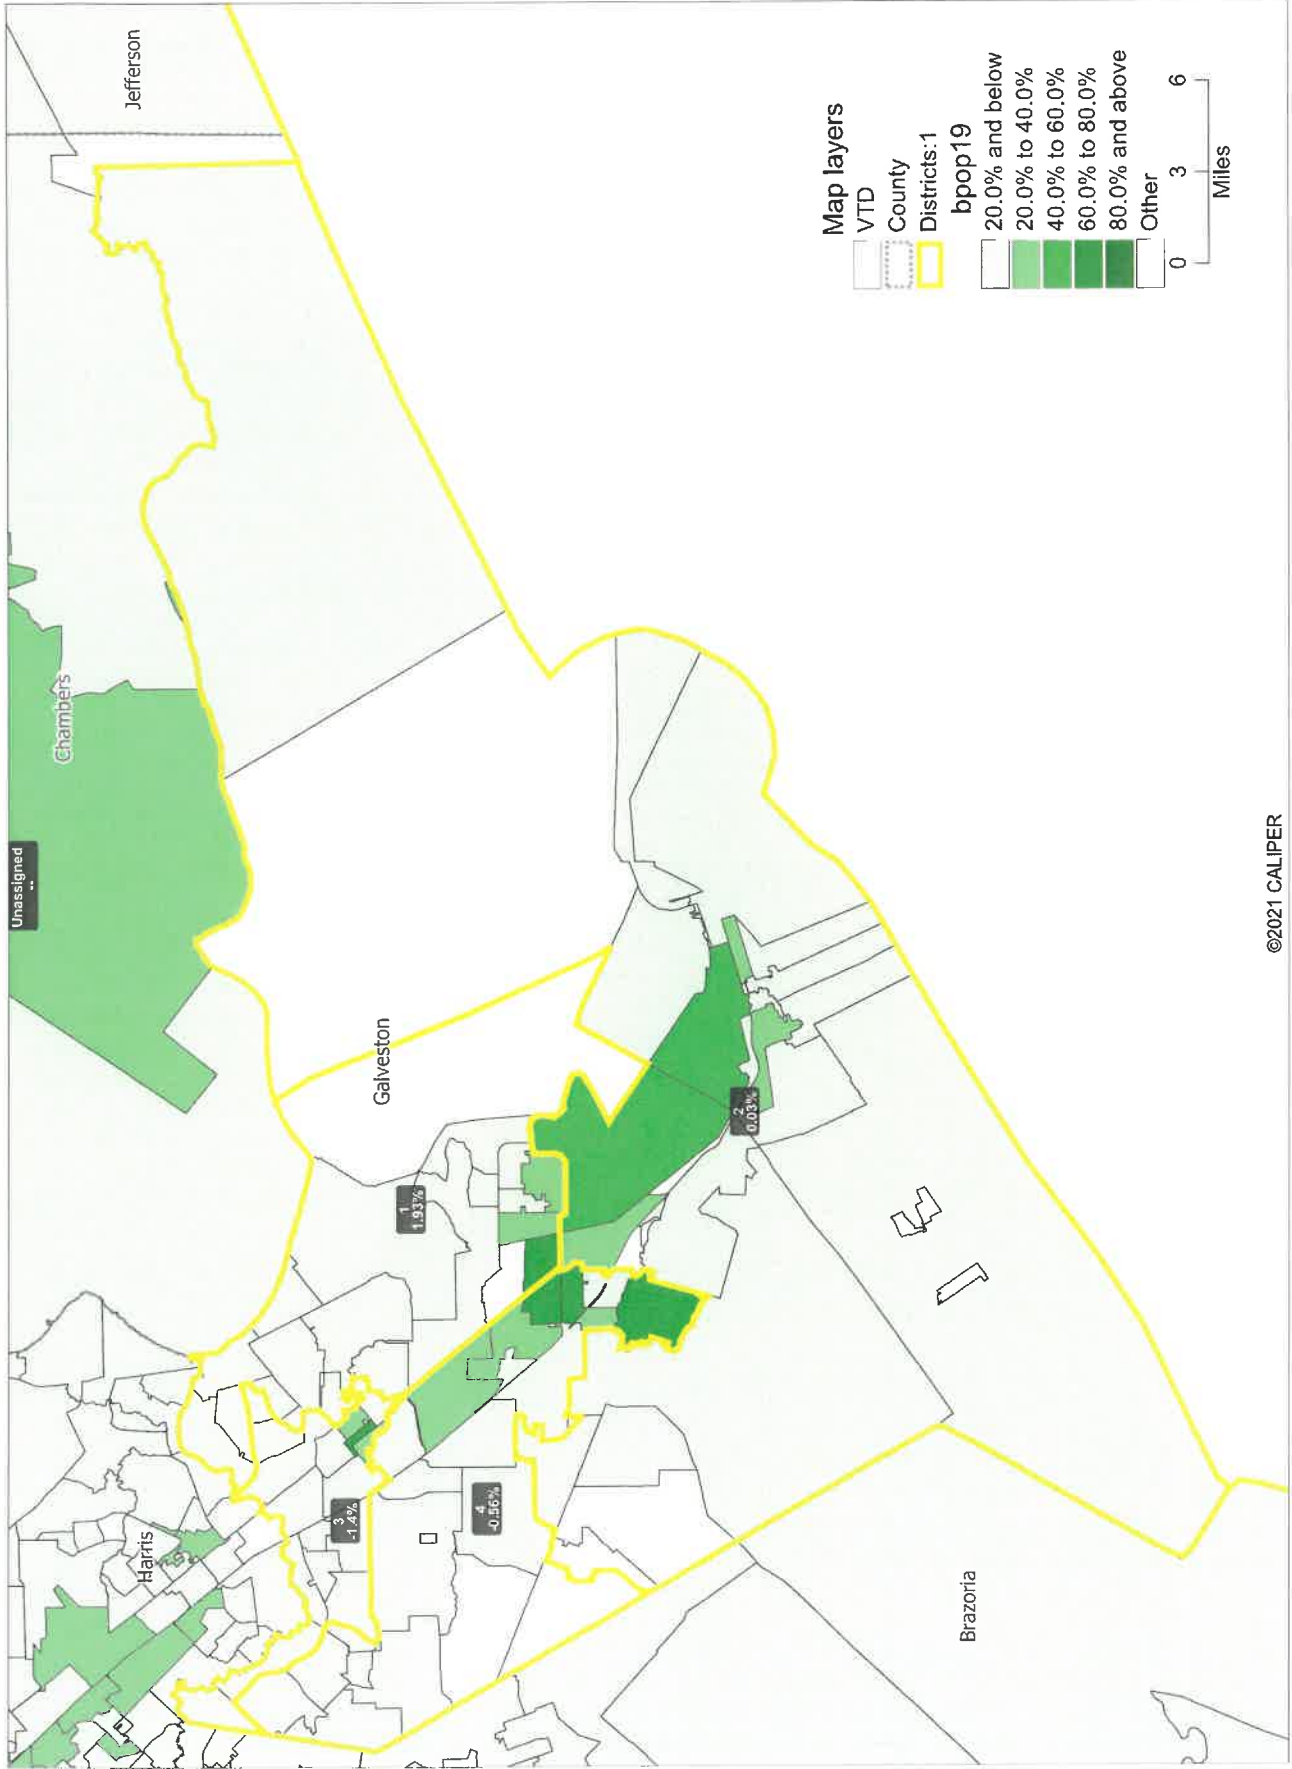 Jefferson
Unassigned
--
Chambers
Galveston
1
1.93%
Harris
3
-1.4%
4
-0.56%
2
0.03%
Brazoria
Map layers
VTD
County
Districts:1
bpop19
20.0% and below
20.0% to 40.0%
40.0% to 60.0%
60.0% to 80.0%
80.0% and above
Other
0 3 6
Miles
©2021 CALIPER